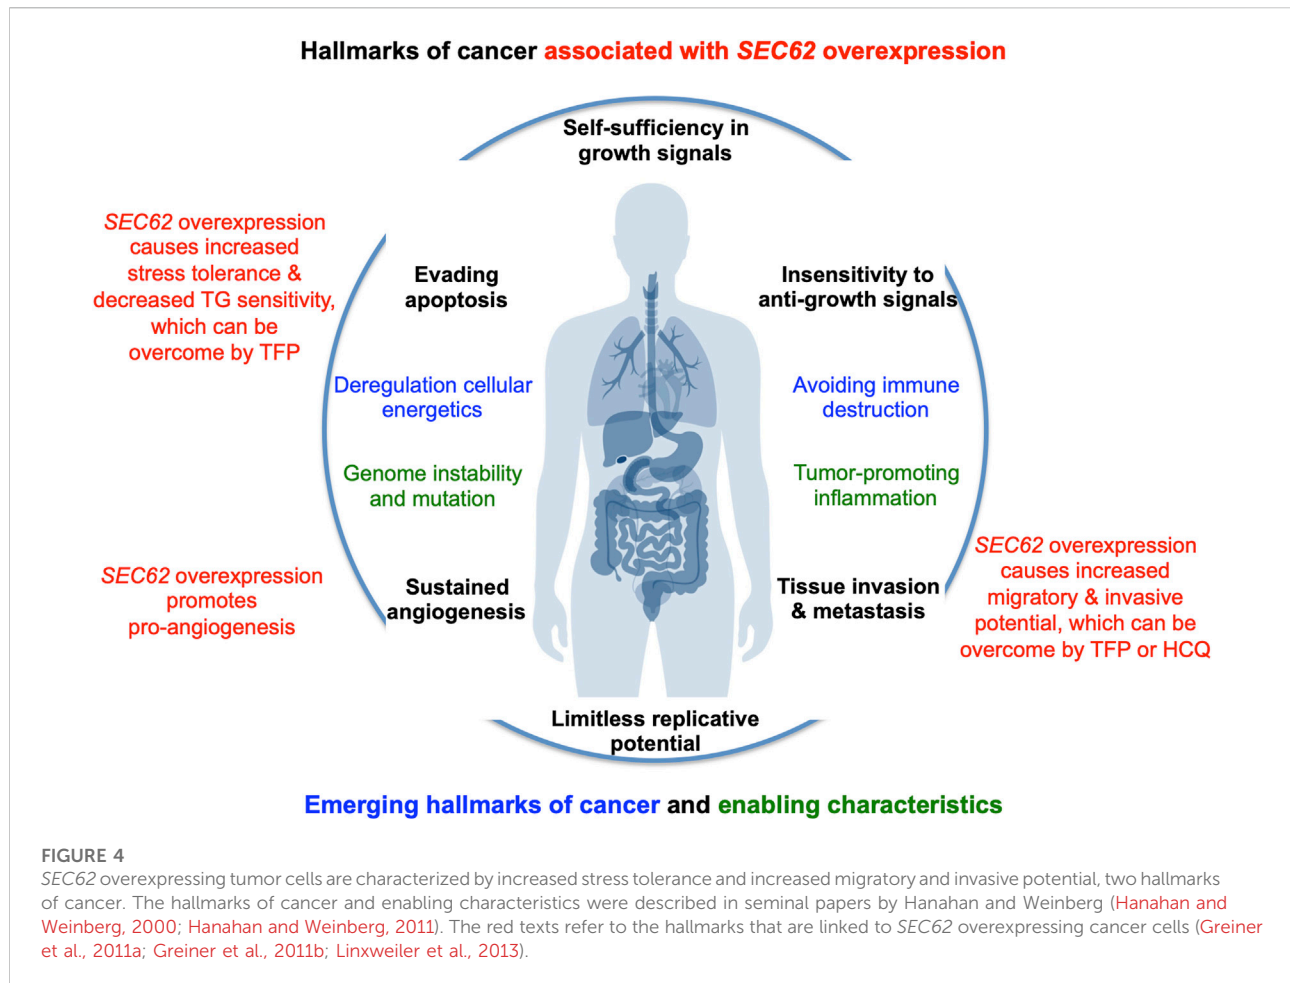 Hallmarks of cancer associated with SEC62 overexpression
Self-sufficiency in
growth signals
SEC62 overexpression
causes increased
stress tolerance &
decreased TG sensitivity,
which can be
overcome by TFP
Evading
apoptosis
Insensitivity to
anti-growth signals
Deregulation cellular
energetics
Avoiding immune
destruction
Genome instability
and mutation
Tumor-promoting
inflammation
SEC62 overexpression
promotes
pro-angiogenesis
Sustained
angiogenesis
Tissue invasion
& metastasis
SEC62 overexpression
causes increased
migratory & invasive
potential, which can be
overcome by TFP or HCQ
Limitless replicative
potential
Emerging hallmarks of cancer and enabling characteristics
FIGURE 4
SEC62 overexpressing tumor cells are characterized by increased stress tolerance and increased migratory and invasive potential, two hallmarks
of cancer. The hallmarks of cancer and enabling characteristics were described in seminal papers by Hanahan and Weinberg (Hanahan and
Weinberg, 2000; Hanahan and Weinberg, 2011). The red texts refer to the hallmarks that are linked to SEC62 overexpressing cancer cells (Greiner
et al., 2011a; Greiner et al., 2011b; Linxweiler et al., 2013).